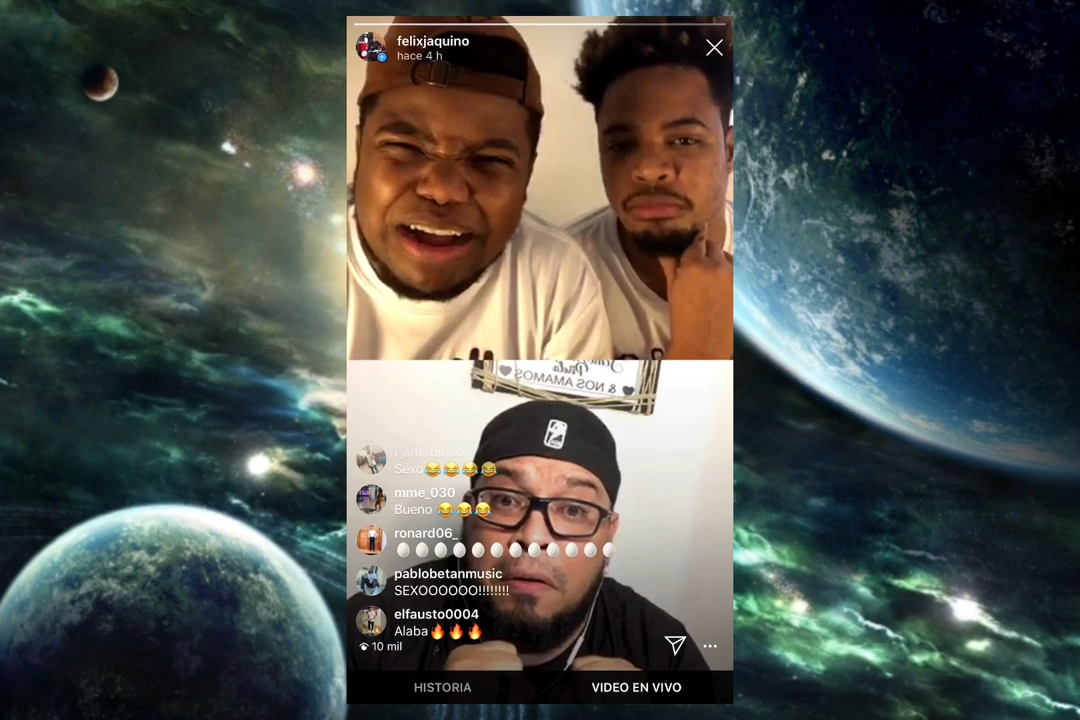 felixjaquino
hace 4 h
& NOS AMAMOS
i_amedinson
Sexo😂😂😂😂
mme_030
Bueno 😂😂😂
ronard06_
🥚🥚🥚🥚🥚🥚🥚🥚🥚🥚🥚🥚
pablobetanmusic
SEXOOOOOO!!!!!!!!
elfausto0004
Alaba🔥🔥🔥
10 mil
HISTORIA
VIDEO EN VIVO